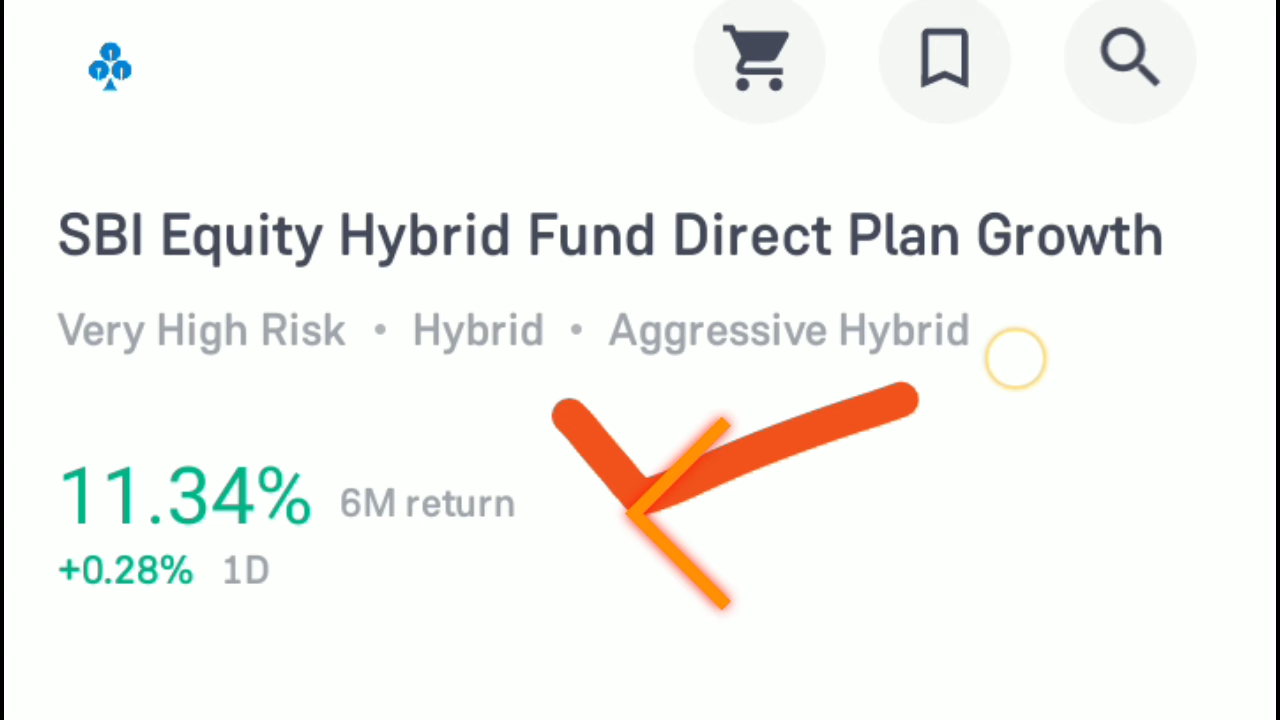 SBI Equity Hybrid Fund Direct Plan Growth
Very High Risk • Hybrid • Aggressive Hybrid
11.34% 6M return
+0.28% 1D